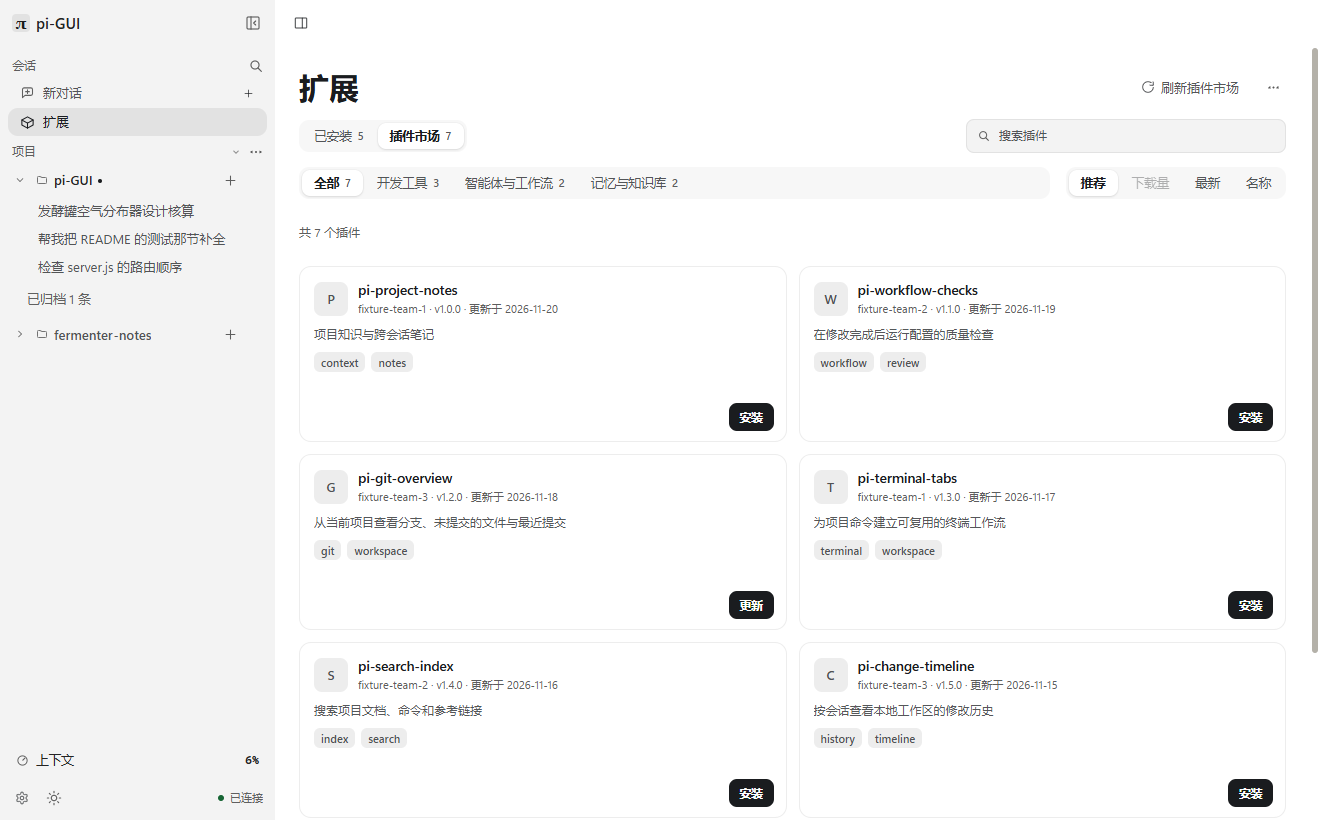 π pi-GUI
会话
新对话 +
扩展
项目 ...
pi-GUI • +
发酵罐空气分布器设计核算
帮我把 README 的测试那节补全
检查 server.js 的路由顺序
已归档 1 条
fermenter-notes +
上下文 6%
已连接
扩展
刷新插件市场 ...
已安装 5 插件市场 7
搜索插件
全部 7 开发工具 3 智能体与工作流 2 记忆与知识库 2
推荐 下载量 最新 名称
共 7 个插件
P
pi-project-notes
fixture-team-1 · v1.0.0 · 更新于 2026-11-20
项目知识与跨会话笔记
context notes
安装
W
pi-workflow-checks
fixture-team-2 · v1.1.0 · 更新于 2026-11-19
在修改完成后运行配置的质量检查
workflow review
安装
G
pi-git-overview
fixture-team-3 · v1.2.0 · 更新于 2026-11-18
从当前项目查看分支、未提交的文件与最近提交
git workspace
更新
T
pi-terminal-tabs
fixture-team-1 · v1.3.0 · 更新于 2026-11-17
为项目命令建立可复用的终端工作流
terminal workspace
安装
S
pi-search-index
fixture-team-2 · v1.4.0 · 更新于 2026-11-16
搜索项目文档、命令和参考链接
index search
安装
C
pi-change-timeline
fixture-team-3 · v1.5.0 · 更新于 2026-11-15
按会话查看本地工作区的修改历史
history timeline
安装